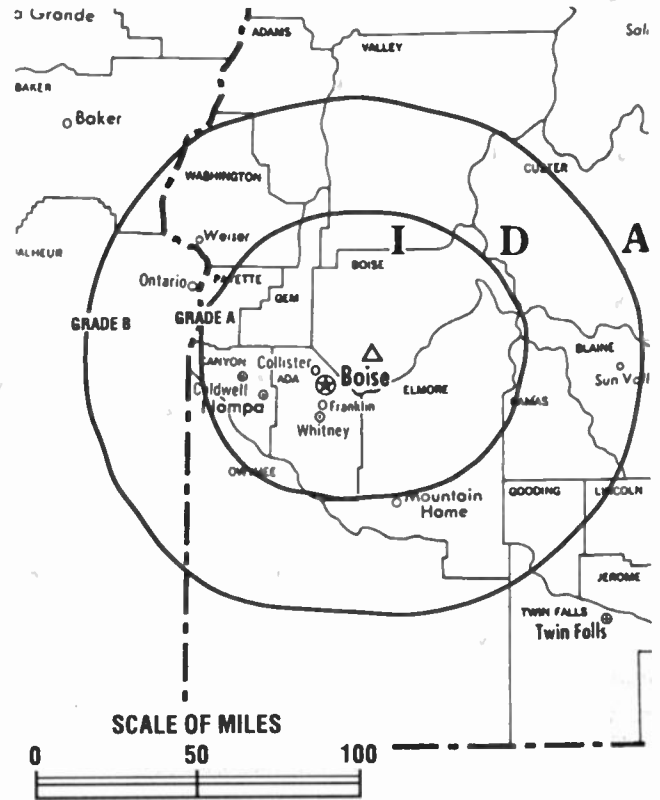 a Grande
ADAMS
VALLEY
BAKER
Baker
CUSTER
WASHINGTON
I D A
Weiser
BOISE
Ontario
PAYETTE
GEM
GRADE B
GRADE A
BLAINE
CANYON
Collister
ADA
Boise
ELMORE
Sun Vall
Caldwell
Nampa
Franklin
CAMAS
Whitney
OWYHEE
Mountain
Home
GOODING
LINCOLN
JEROME
TWIN FALLS
Twin Falls
SCALE OF MILES
0 50 100